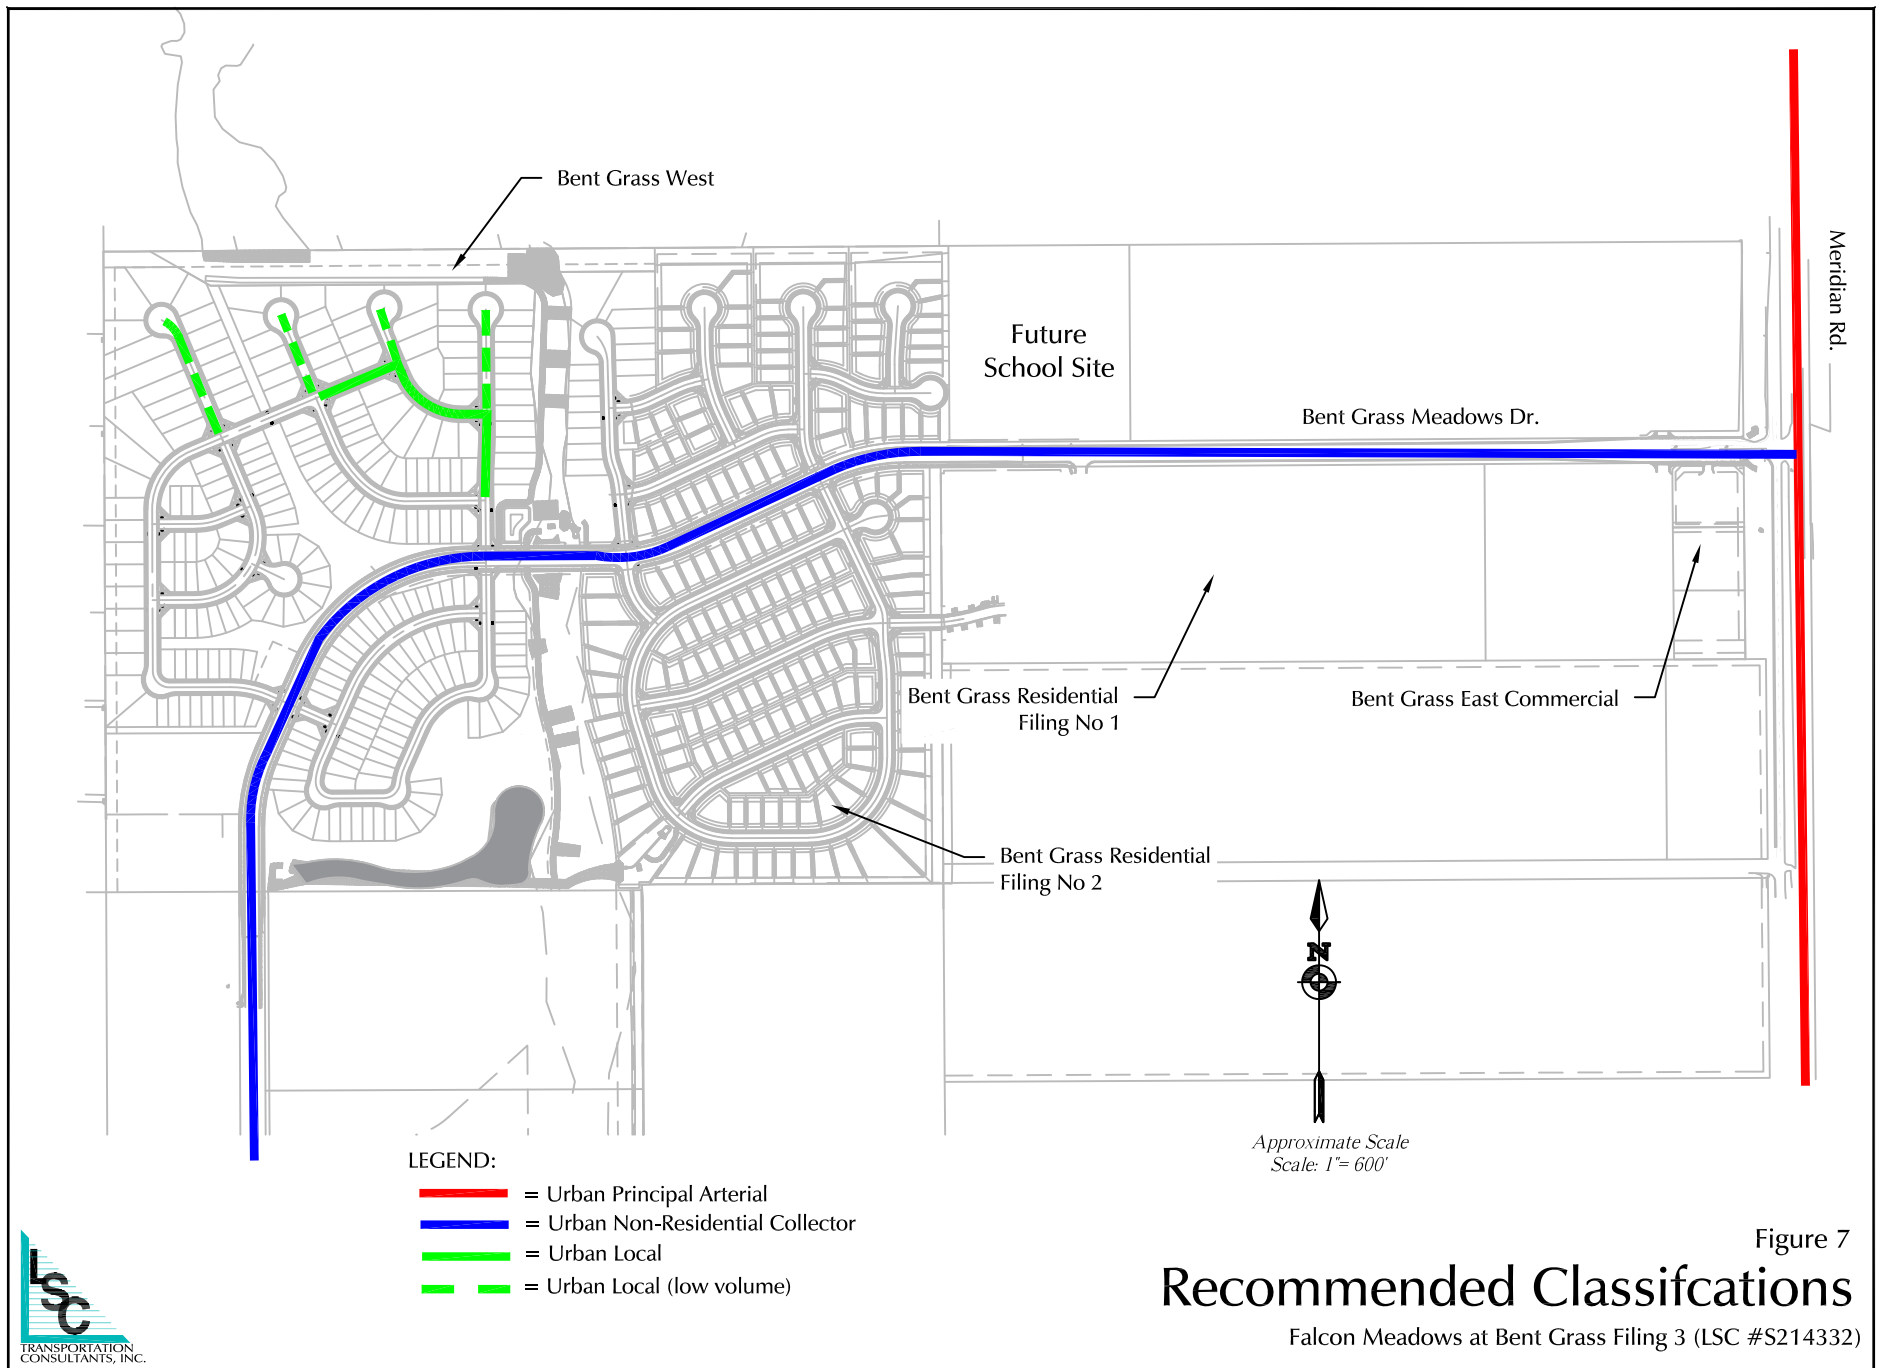 Bent Grass West
Meridian Rd.
Future
School Site
Bent Grass Meadows Dr.
Bent Grass Residential
Filing No 1
Bent Grass East Commercial
Bent Grass Residential
Filing No 2
N
Approximate Scale
Scale: 1"= 600'
LEGEND:
= Urban Principal Arterial
= Urban Non-Residential Collector
= Urban Local
= Urban Local (low volume)
Figure 7
Recommended Classifcations
Falcon Meadows at Bent Grass Filing 3 (LSC #S214332)
LSC
TRANSPORTATION
CONSULTANTS, INC.